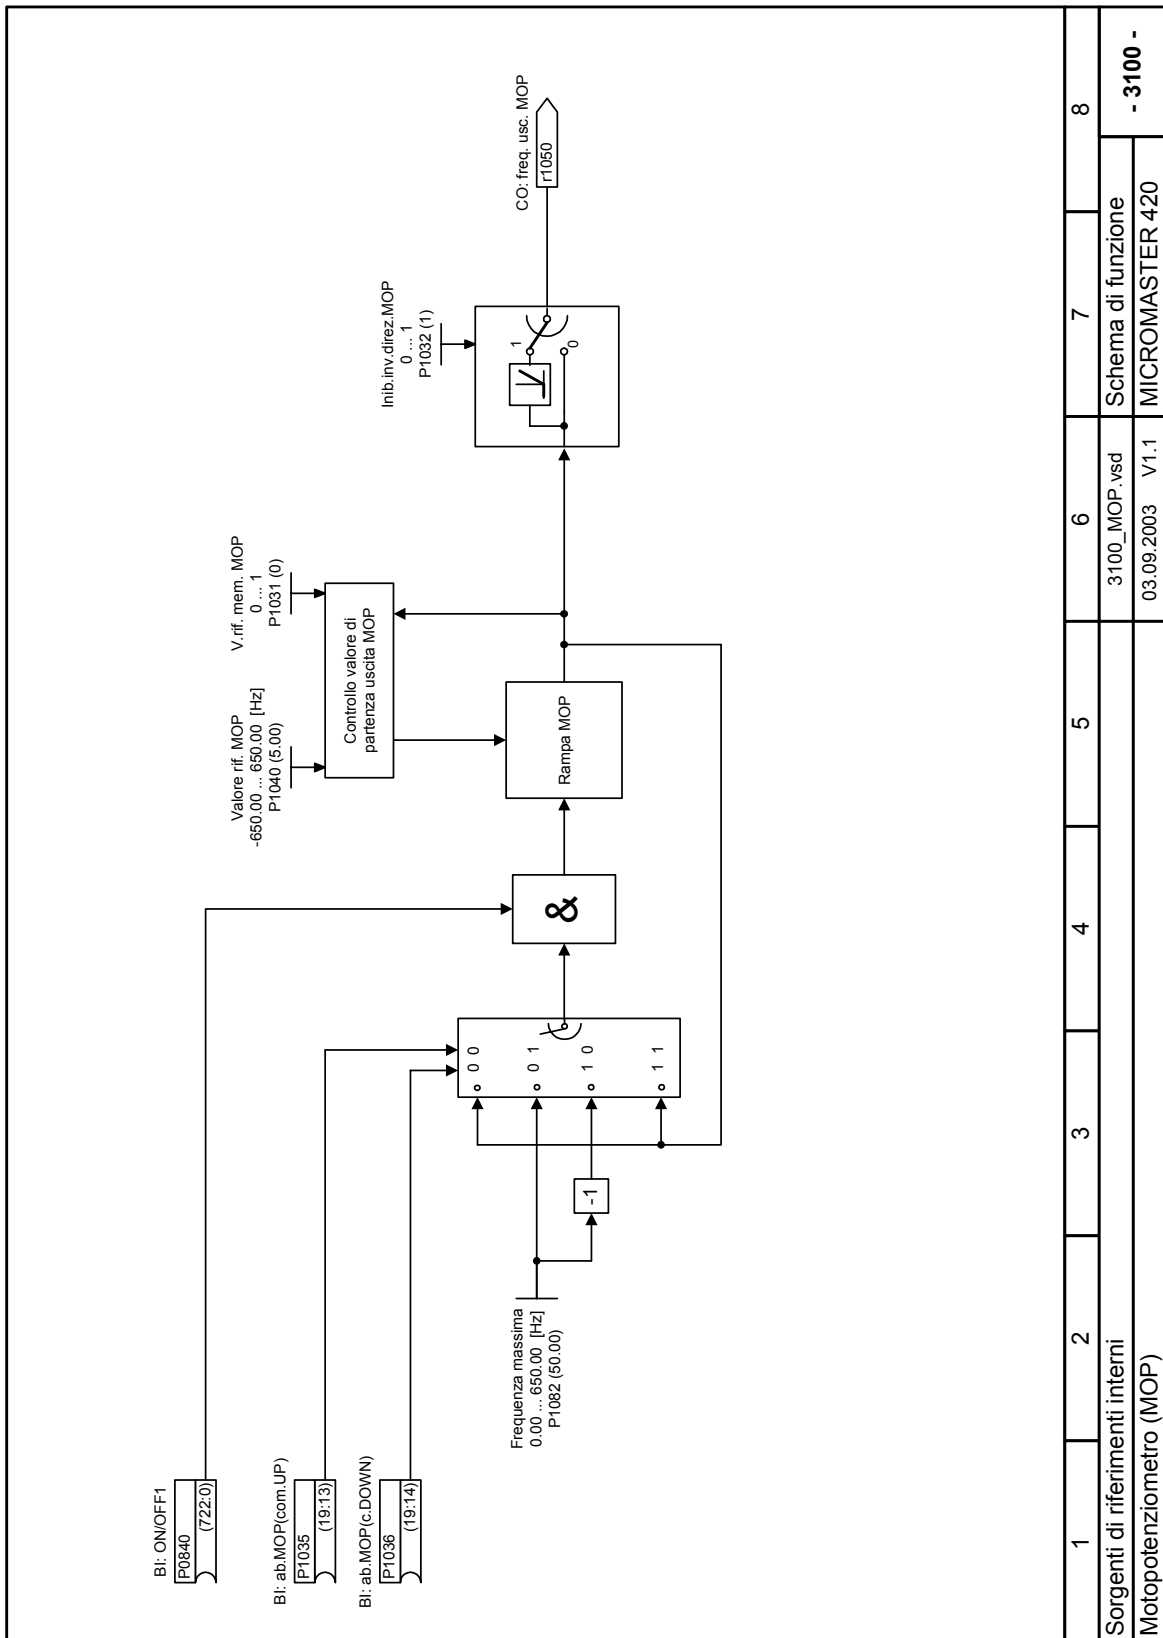 BI: ON/OFF1
P0840
(722:0)
BI: ab.MOP(com.UP)
P1035
(19:13)
BI: ab.MOP(c.DOWN)
P1036
(19:14)
Frequenza massima
0.00 ... 650.00 [Hz]
P1082 (50.00)
-1
0 0
0 1
1 0
1 1
&
Valore rif. MOP
-650.00 ... 650.00 [Hz]
P1040 (5.00)
V.rif. mem. MOP
0 ... 1
P1031 (0)
Controllo valore di
partenza uscita MOP
Rampa MOP
Inib.inv.direz.MOP
0 ... 1
P1032 (1)
1
0
CO: freq. usc. MOP
r1050
1 2 3 4 5 6 7 8
Sorgenti di riferimenti interni
3100_MOP.vsd
Schema di funzione
- 3100 -
Motopotenziometro (MOP)
03.09.2003 V1.1
MICROMASTER 420